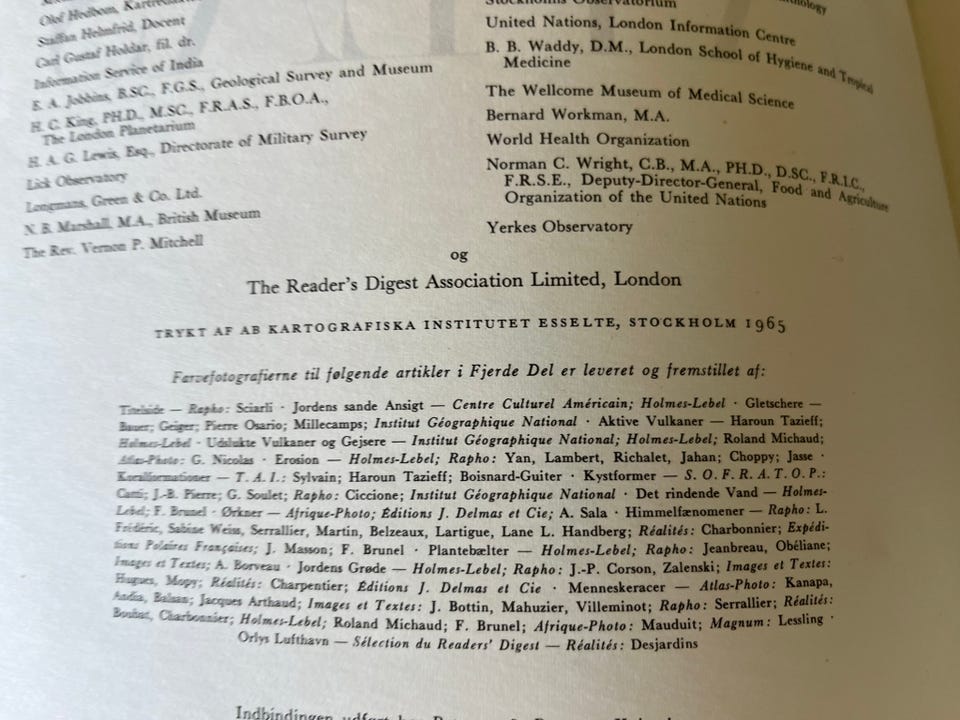 Olof Hedbom,
Staffan Helmfrid, Docent
Carl Gustaf Holdar, fil. dr.
Information Service of India
E. A. Jobbins, B.SC., F.G.S., Geological Survey and Museum
H. C. King, PH.D., M.SC., F.R.A.S., F.B.O.A.,
The London Planetarium
H. A. G. Lewis, Esq., Directorate of Military Survey
Lick Observatory
Longmans, Green & Co. Ltd.
N. B. Marshall, M.A., British Museum
The Rev. Vernon P. Mitchell
Stockholms Observatorium
United Nations, London Information Centre
B. B. Waddy, D.M., London School of Hygiene and Tropical
Medicine
The Wellcome Museum of Medical Science
Bernard Workman, M.A.
World Health Organization
Norman C. Wright, C.B., M.A., PH.D., D.SC., F.R.I.C.,
F.R.S.E., Deputy-Director-General, Food and Agriculture
Organization of the United Nations
Yerkes Observatory
og
The Reader's Digest Association Limited, London
TRYKT AF AB KARTOGRAFISKA INSTITUTET ESSELTE, STOCKHOLM 1965
Farvefotografierne til følgende artikler i Fjerde Del er leveret og fremstillet af:
Titelside — Rapho: Sciarli · Jordens sande Ansigt — Centre Culturel Américain; Holmes-Lebel · Gletschere —
Bauer; Geiger; Pierre Osario; Millecamps; Institut Géographique National · Aktive Vulkaner — Haroun Tazieff;
Holmes-Lebel · Udslukte Vulkaner og Gejsere — Institut Géographique National; Holmes-Lebel; Roland Michaud;
Atlas-Photo: G. Nicolas · Erosion — Holmes-Lebel; Rapho: Yan, Lambert, Richalet, Jahan; Choppy; Jasse ·
Koralformationer — T. A. I.: Sylvain; Haroun Tazieff; Boisnard-Guiter · Kystformer — S. O. F. R. A T. O. P.:
Catti; J.-B. Pierre; G. Soulet; Rapho: Ciccione; Institut Géographique National · Det rindende Vand — Holmes-
Lebel; F. Brunel · Ørkner — Afrique-Photo; Éditions J. Delmas et Cie; A. Sala · Himmelfænomener — Rapho: L.
Frédéric, Sabine Weiss, Serrallier, Martin, Belzeaux, Lartigue, Lane L. Handberg; Réalités: Charbonnier; Expédi-
tions Polaires Françaises; J. Masson; F. Brunel · Plantebælter — Holmes-Lebel; Rapho: Jeanbreau, Obéliane;
Images et Textes; A. Borveau · Jordens Grøde — Holmes-Lebel; Rapho: J.-P. Corson, Zalenski; Images et Textes:
Hugues, Mopy; Réalités: Charpentier; Éditions J. Delmas et Cie · Menneskeracer — Atlas-Photo: Kanapa,
Andia, Balsan; Jacques Arthaud; Images et Textes: J. Bottin, Mahuzier, Villeminot; Rapho: Serrallier; Réalités:
Bouhot, Charbonnier; Holmes-Lebel; Roland Michaud; F. Brunel; Afrique-Photo: Mauduit; Magnum: Lessling ·
Orlys Lufthavn — Sélection du Readers' Digest — Réalités: Desjardins